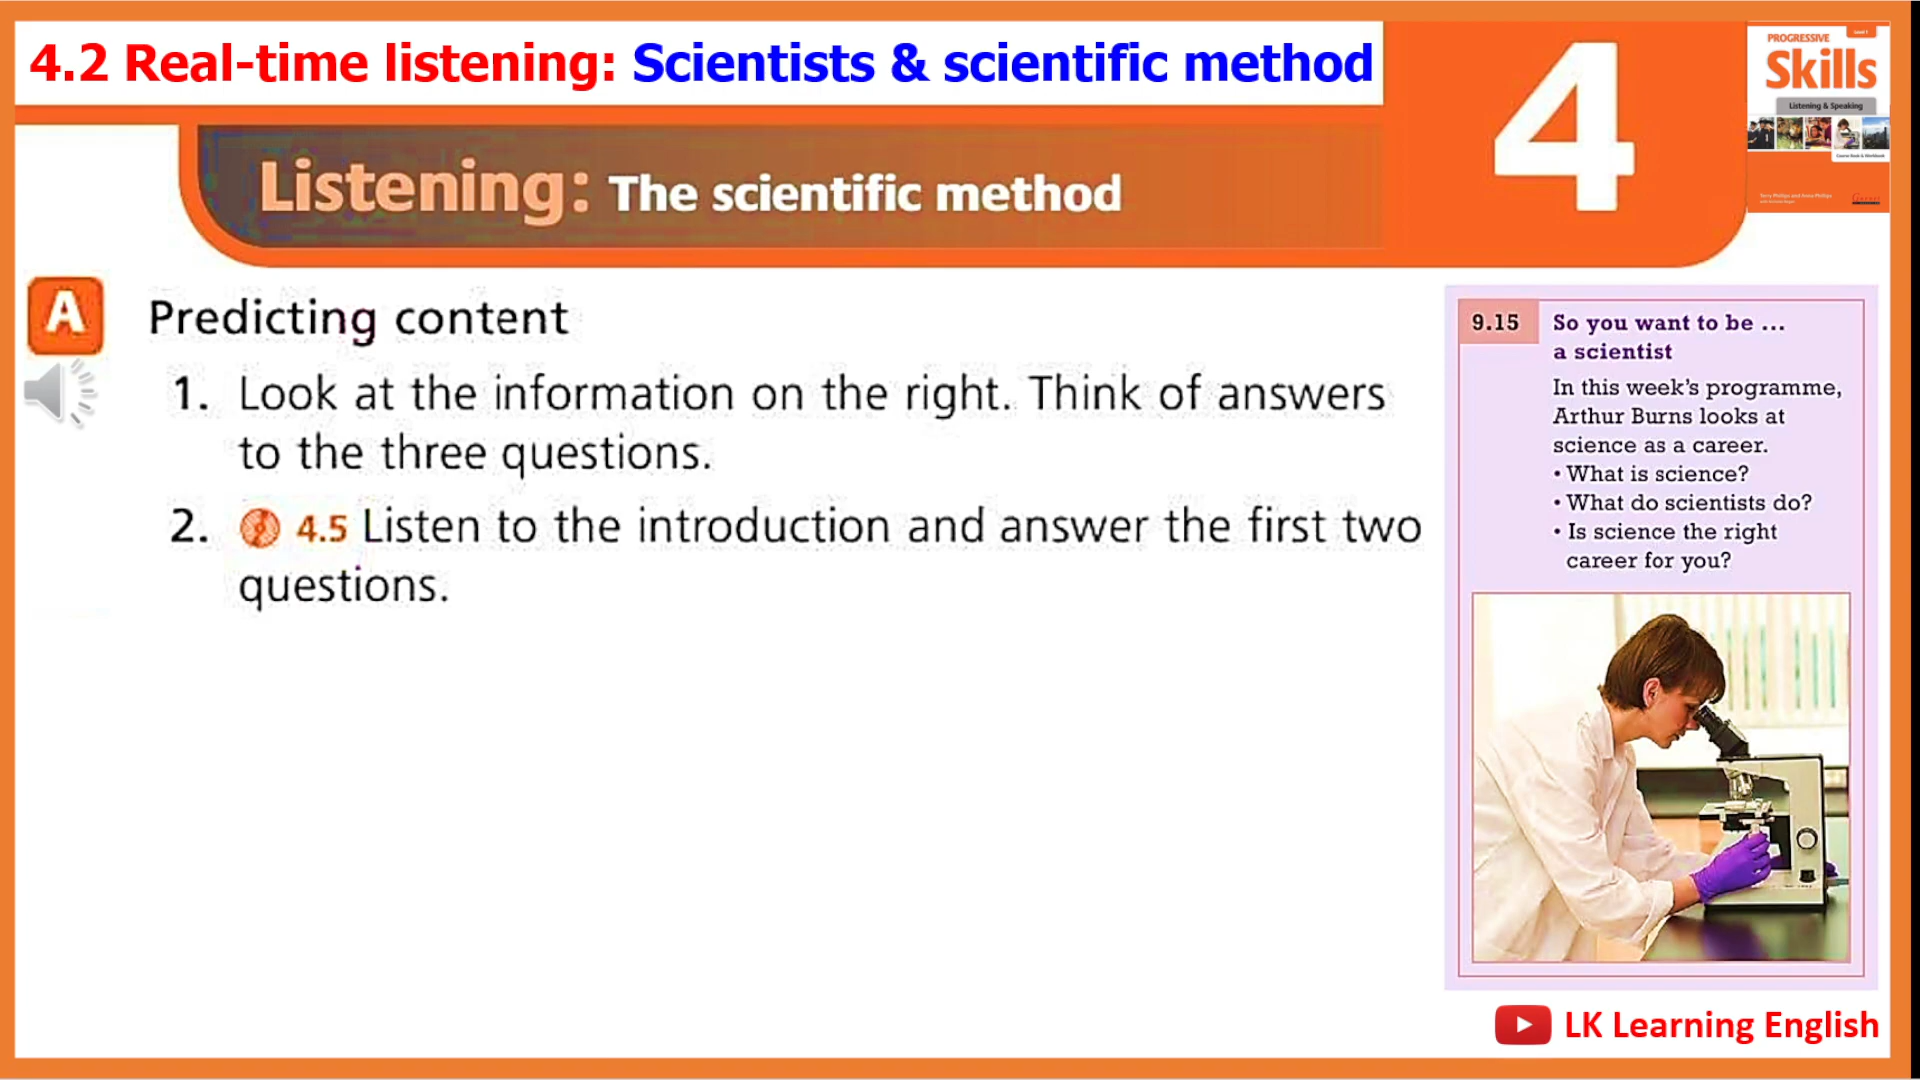 4.2 Real-time listening: Scientists & scientific method
Listening: The scientific method
4
PROGRESSIVE
Skills
Listening & Speaking
A
Predicting content
1. Look at the information on the right. Think of answers
to the three questions.
2. 4.5 Listen to the introduction and answer the first two
questions.
9.15 So you want to be ...
a scientist
In this week's programme,
Arthur Burns looks at
science as a career.
• What is science?
• What do scientists do?
• Is science the right
career for you?
LK Learning English